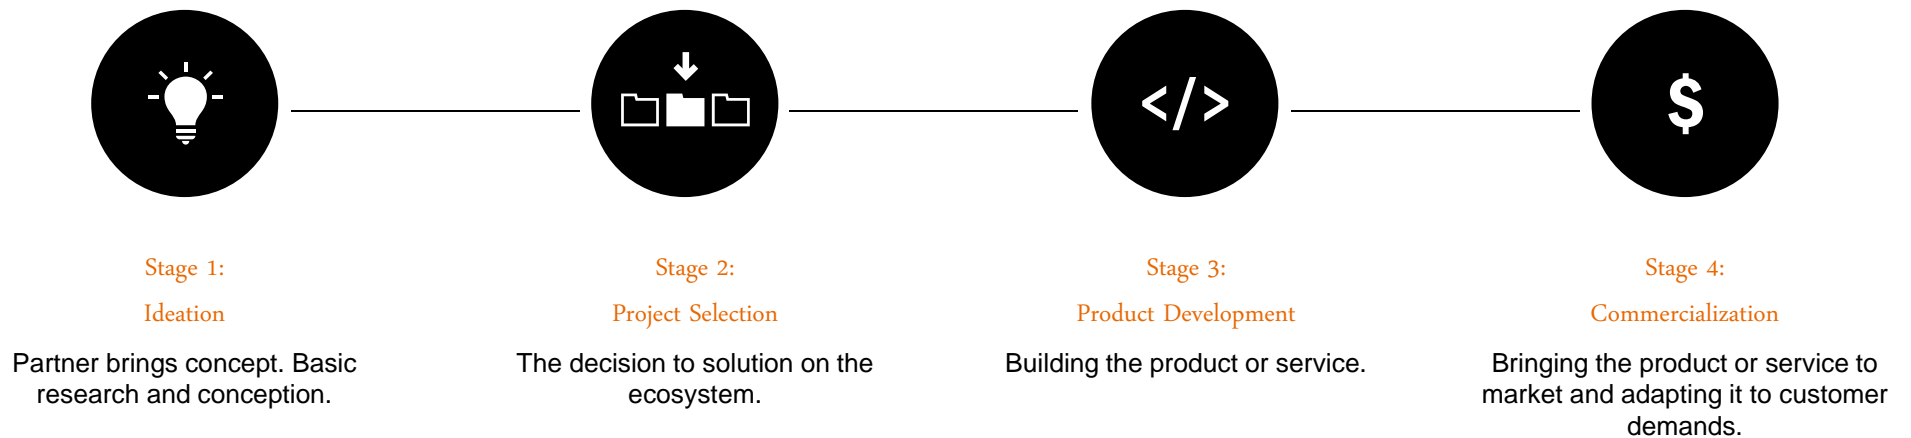 </>
$
Stage 1:
Ideation
Partner brings concept. Basic
research and conception.
Stage 2:
Project Selection
The decision to solution on the
ecosystem.
Stage 3:
Product Development
Building the product or service.
Stage 4:
Commercialization
Bringing the product or service to
market and adapting it to customer
demands.